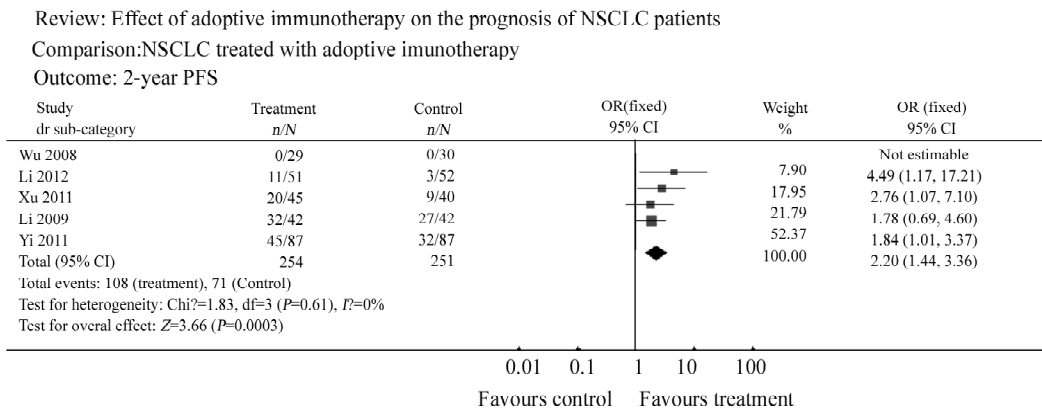 Review: Effect of adoptive immunotherapy on the prognosis of NSCLC patients
Comparison:NSCLC treated with adoptive imunotherapy
Outcome: 2-year PFS
Study Treatment Control OR(fixed) Weight OR (fixed)
dr sub-category n/N n/N 95% CI % 95% CI
Wu 2008 0/29 0/30 Not estimable
Li 2012 11/51 3/52 7.90 4.49 (1.17, 17.21)
Xu 2011 20/45 9/40 17.95 2.76 (1.07, 7.10)
Li 2009 32/42 27/42 21.79 1.78 (0.69, 4.60)
Yi 2011 45/87 32/87 52.37 1.84 (1.01, 3.37)
Total (95% CI) 254 251 100.00 2.20 (1.44, 3.36)
Total events: 108 (treatment), 71 (Control)
Test for heterogeneity: Chi?=1.83, df=3 (P=0.61), I?=0%
Test for overal effect: Z=3.66 (P=0.0003)
0.01 0.1 1 10 100
Favours control Favours treatment